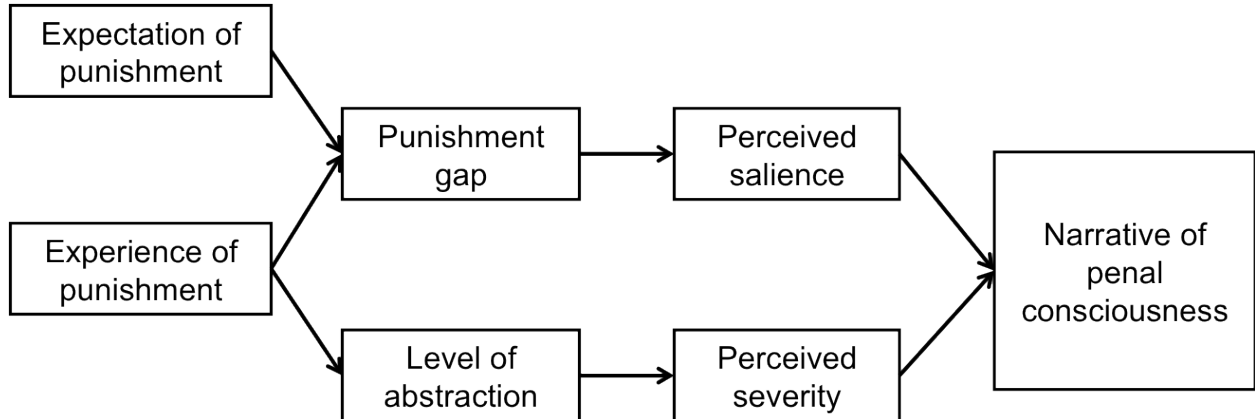 Expectation of
punishment
Punishment
gap
Perceived
salience
Narrative of
penal
consciousness
Experience of
punishment
Level of
abstraction
Perceived
severity